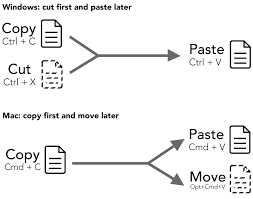 Windows: cut first and paste later
Copy
Ctrl + C
Paste
Ctrl + V
Cut
Ctrl + X
Mac: copy first and move later
Paste
Cmd + V
Copy
Cmd + C
Move
Opt+Cmd+V